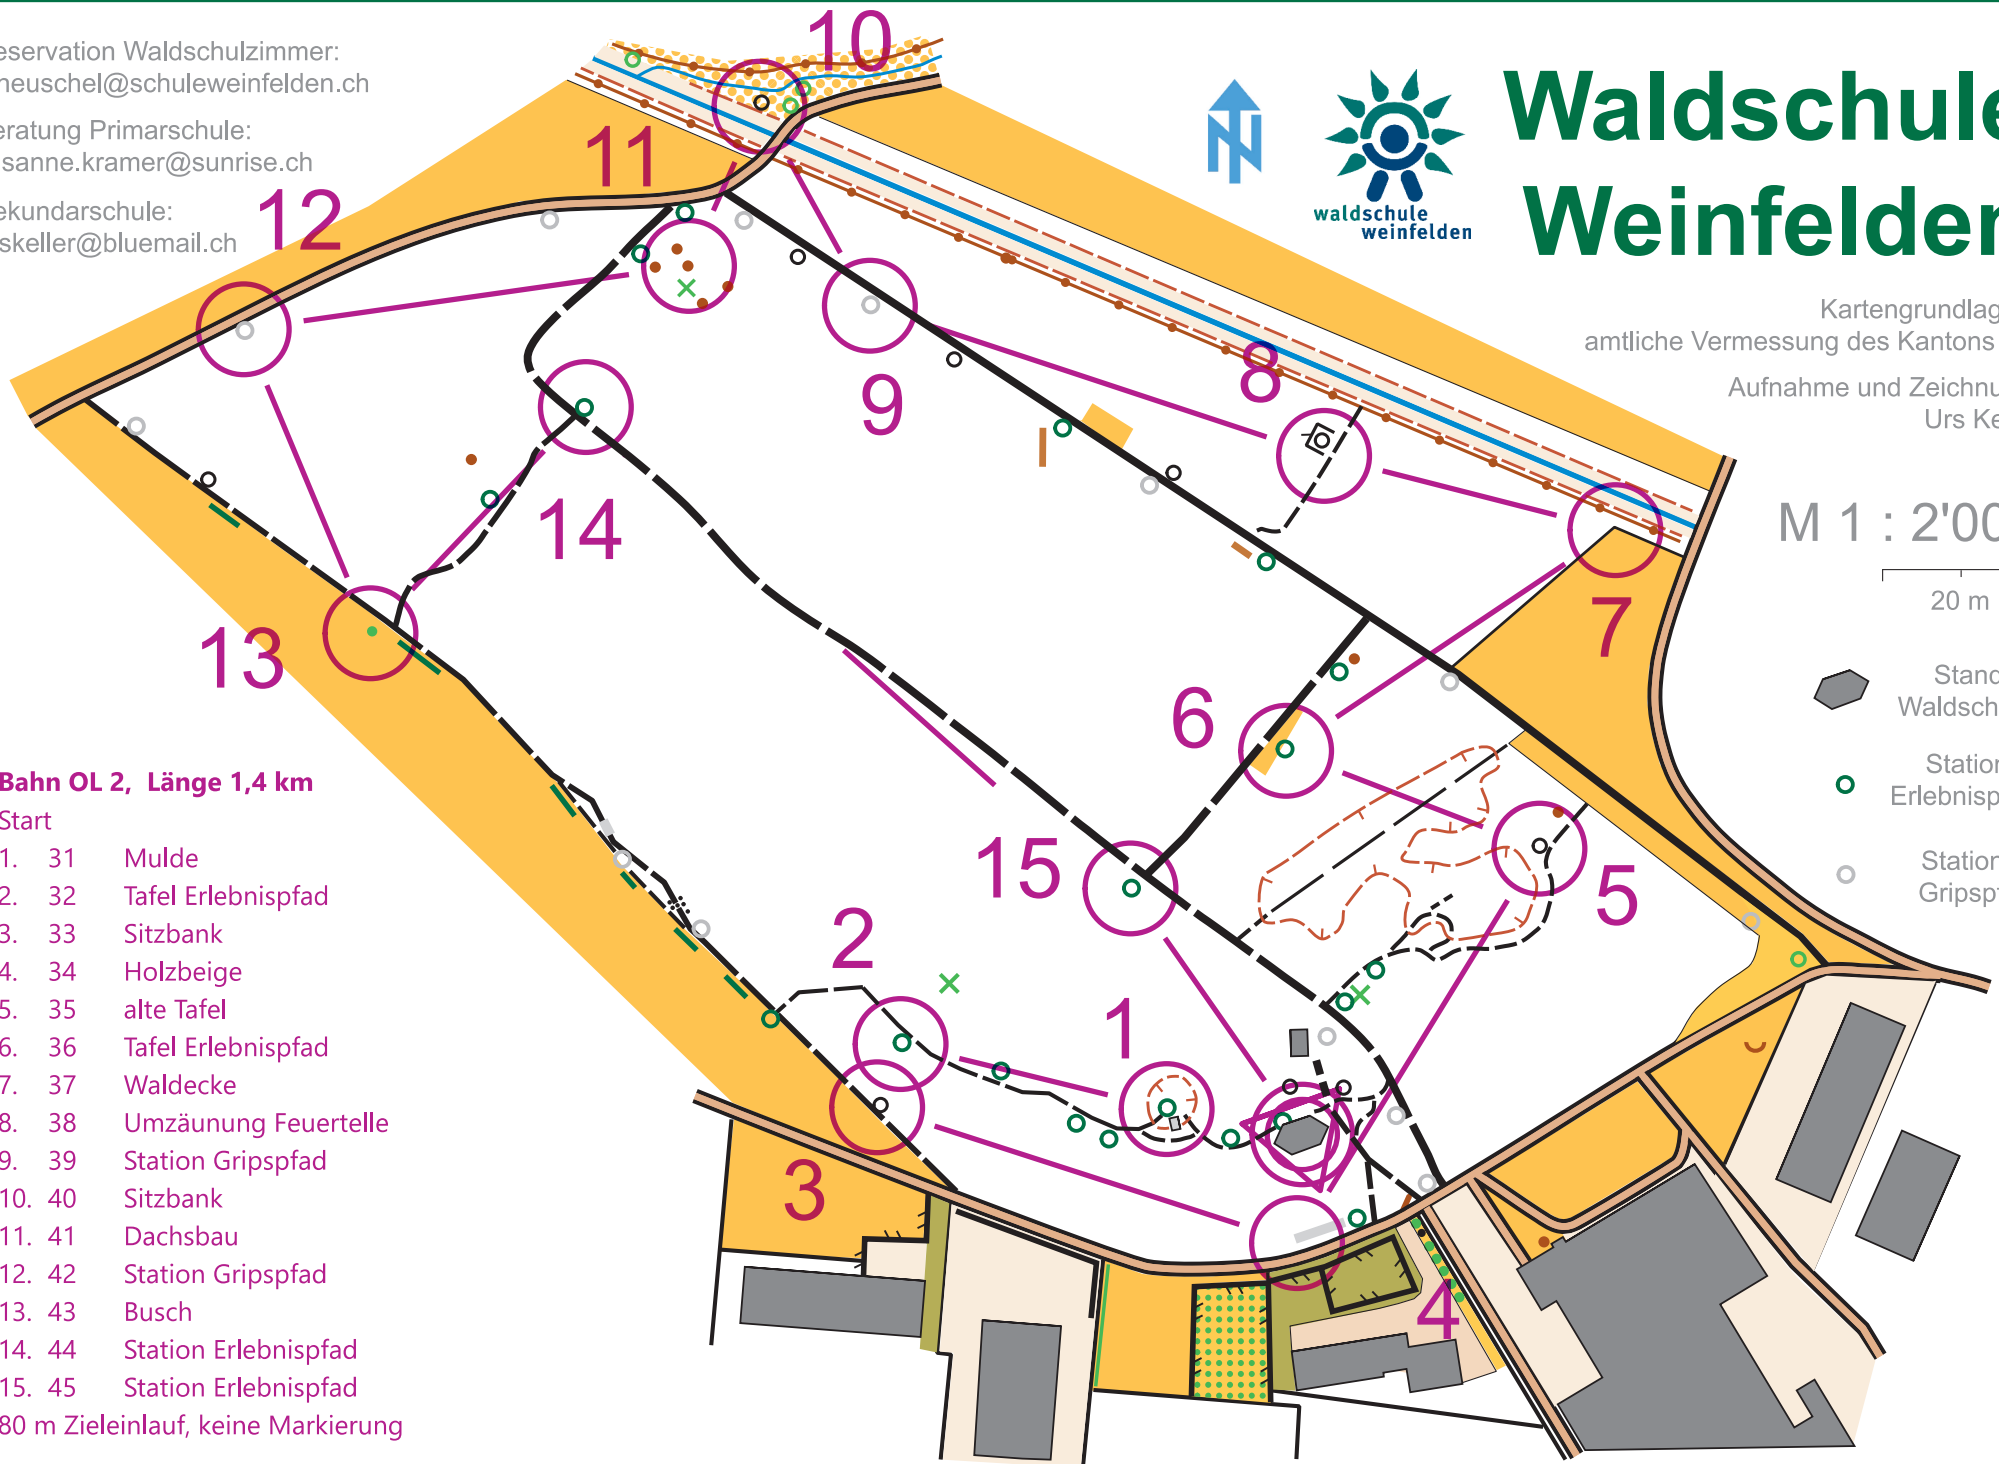 eservation Waldschulzimmer:
heuschel@schuleweinfelden.ch
eratung Primarschule:
sanne.kramer@sunrise.ch
ekundarschule:
skeller@bluemail.ch
waldschule
weinfelden
Waldschule
Weinfelden
Kartengrundlag
amtliche Vermessung des Kantons
Aufnahme und Zeichnu
Urs Ke
M 1 : 2'00
20 m
Stand
Waldsch
Station
Erlebnisp
Station
Gripsp
10
11
12
8
9
14
7
13
6
15
5
2
1
3
4
Bahn OL 2, Länge 1,4 km
Start
1. 31 Mulde
2. 32 Tafel Erlebnispfad
3. 33 Sitzbank
4. 34 Holzbeige
5. 35 alte Tafel
6. 36 Tafel Erlebnispfad
7. 37 Waldecke
8. 38 Umzäunung Feuertelle
9. 39 Station Gripspfad
10. 40 Sitzbank
11. 41 Dachsbau
12. 42 Station Gripspfad
13. 43 Busch
14. 44 Station Erlebnispfad
15. 45 Station Erlebnispfad
80 m Zieleinlauf, keine Markierung